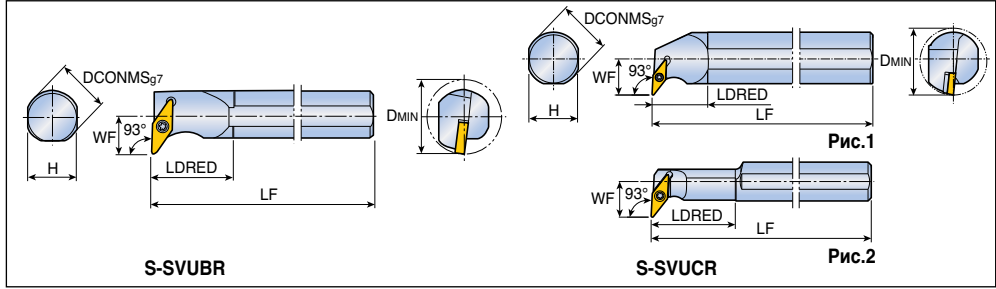 DCONMSg7
WF
93°
H
LDRED
LF
DMIN
S-SVUBR
DCONMSg7
WF
93°
H
LDRED
LF
DMIN
Рис.1
WF
93°
LDRED
LF
Рис.2
S-SVUCR